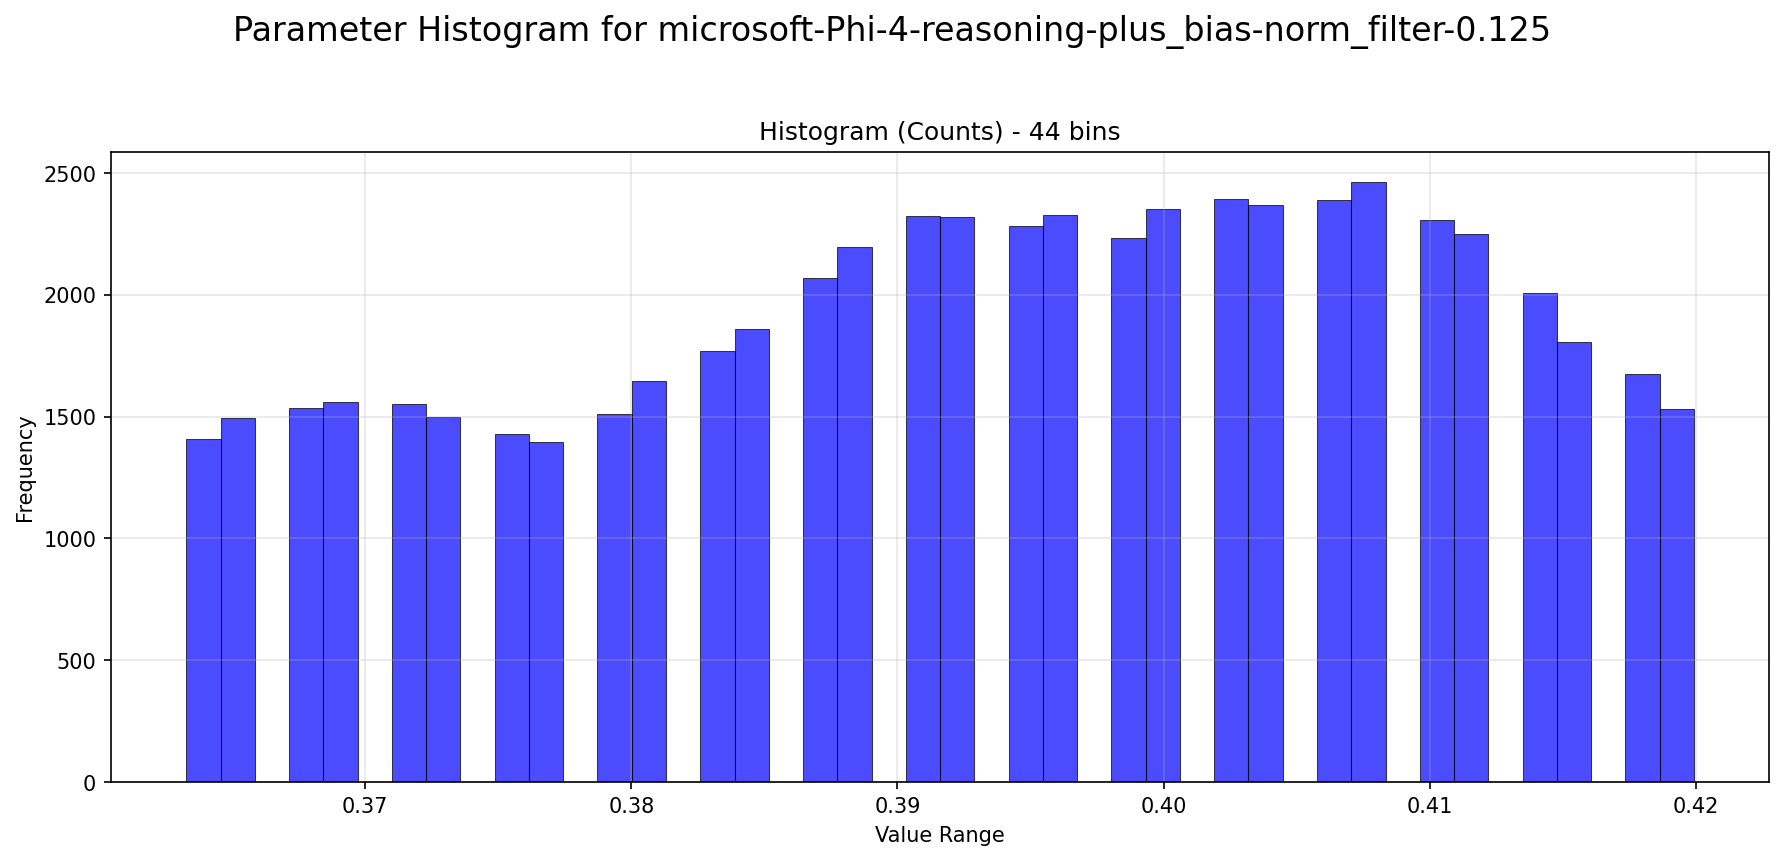 Parameter Histogram for microsoft-Phi-4-reasoning-plus_bias-norm_filter-0.125
Histogram (Counts) - 44 bins
2500
2000
1500
1000
500
0
Frequency
0.37 0.38 0.39 0.40 0.41 0.42
Value Range